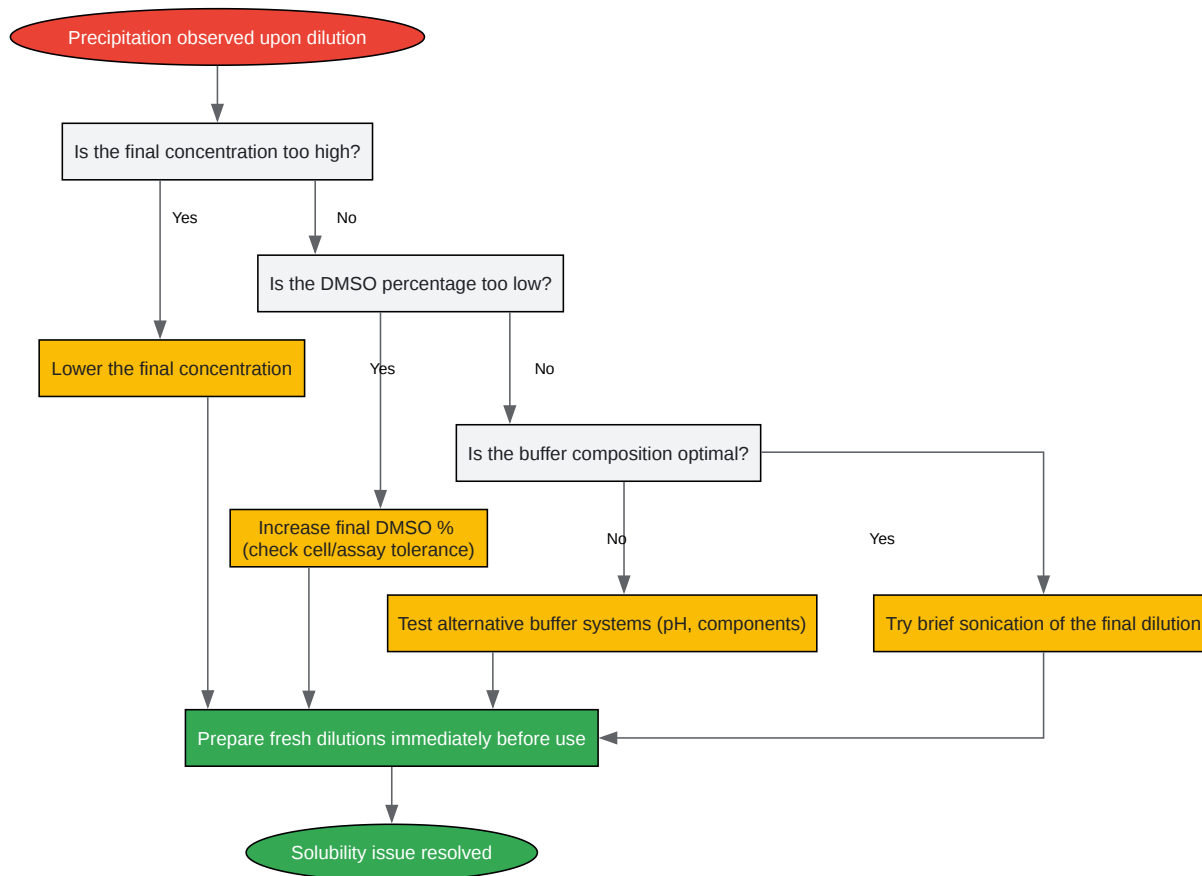 Precipitation observed upon dilution
Is the final concentration too high?
Yes
No
Is the DMSO percentage too low?
Lower the final concentration
Yes
No
Is the buffer composition optimal?
Increase final DMSO %
(check cell/assay tolerance)
No
Yes
Test alternative buffer systems (pH, components)
Try brief sonication of the final dilution
Prepare fresh dilutions immediately before use
Solubility issue resolved